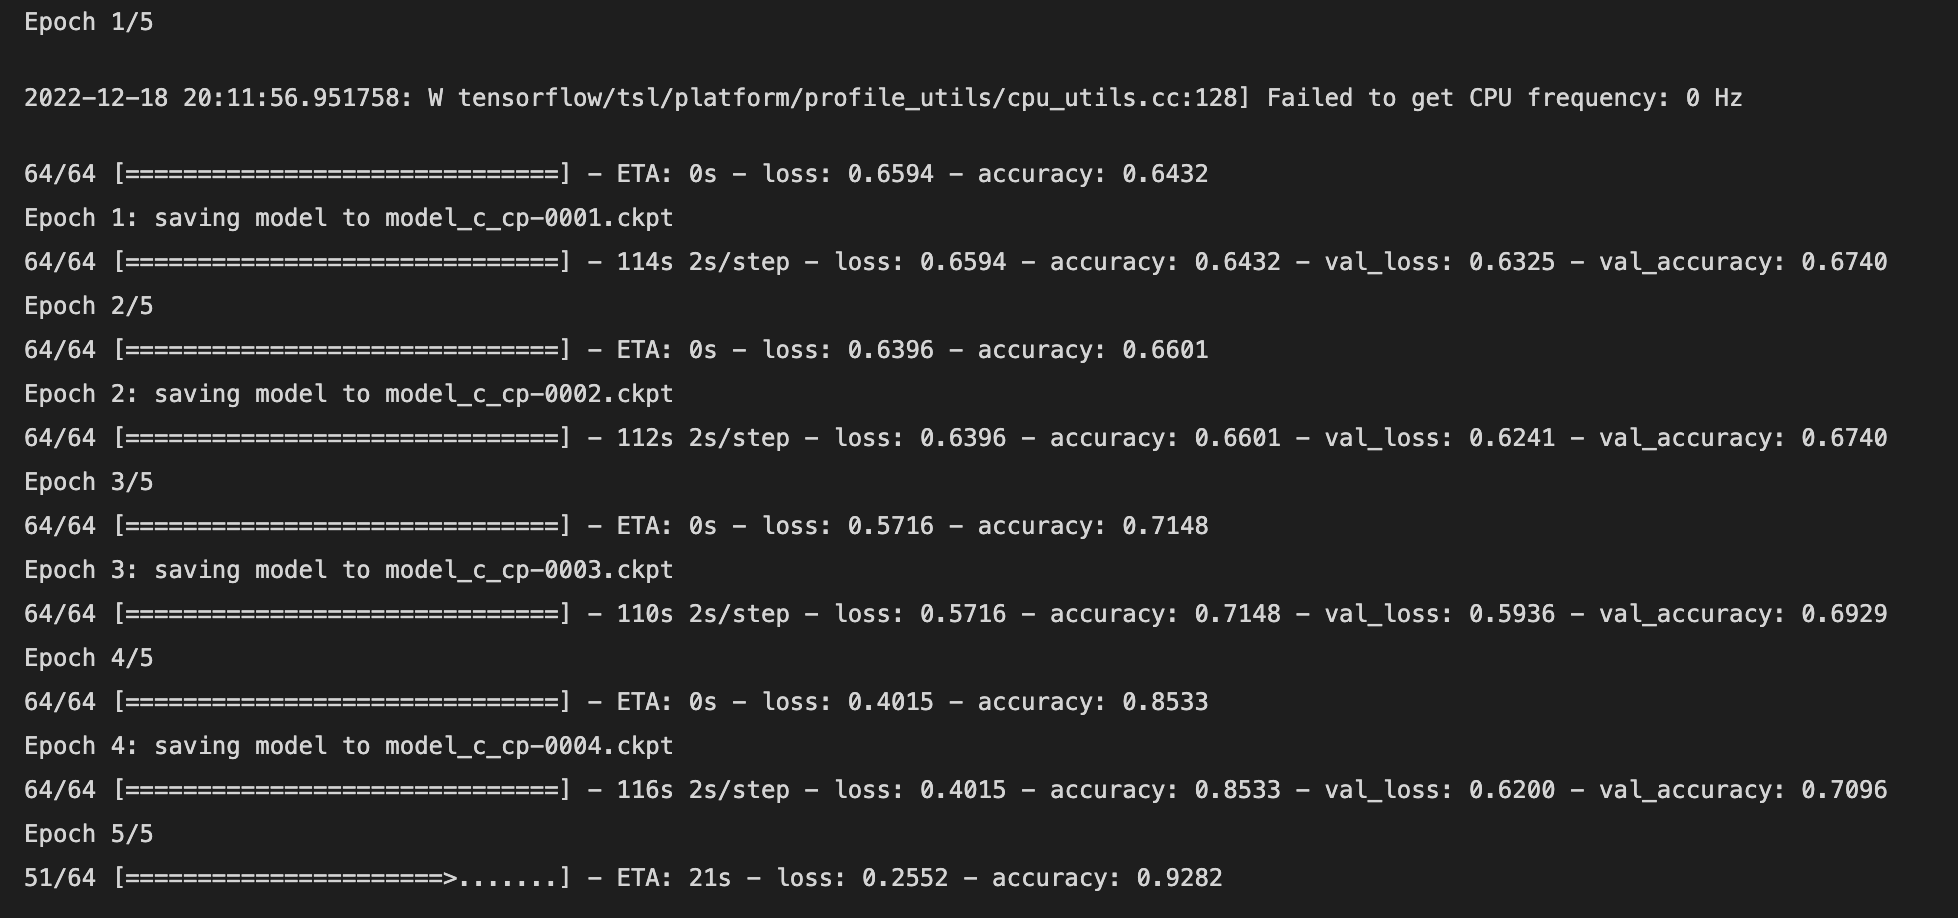 Epoch 1/5
2022-12-18 20:11:56.951758: W tensorflow/tsl/platform/profile_utils/cpu_utils.cc:128] Failed to get CPU frequency: 0 Hz
64/64 [==============================] - ETA: 0s - loss: 0.6594 - accuracy: 0.6432
Epoch 1: saving model to model_c_cp-0001.ckpt
64/64 [==============================] - 114s 2s/step - loss: 0.6594 - accuracy: 0.6432 - val_loss: 0.6325 - val_accuracy: 0.6740
Epoch 2/5
64/64 [==============================] - ETA: 0s - loss: 0.6396 - accuracy: 0.6601
Epoch 2: saving model to model_c_cp-0002.ckpt
64/64 [==============================] - 112s 2s/step - loss: 0.6396 - accuracy: 0.6601 - val_loss: 0.6241 - val_accuracy: 0.6740
Epoch 3/5
64/64 [==============================] - ETA: 0s - loss: 0.5716 - accuracy: 0.7148
Epoch 3: saving model to model_c_cp-0003.ckpt
64/64 [==============================] - 110s 2s/step - loss: 0.5716 - accuracy: 0.7148 - val_loss: 0.5936 - val_accuracy: 0.6929
Epoch 4/5
64/64 [==============================] - ETA: 0s - loss: 0.4015 - accuracy: 0.8533
Epoch 4: saving model to model_c_cp-0004.ckpt
64/64 [==============================] - 116s 2s/step - loss: 0.4015 - accuracy: 0.8533 - val_loss: 0.6200 - val_accuracy: 0.7096
Epoch 5/5
51/64 [======================>.......] - ETA: 21s - loss: 0.2552 - accuracy: 0.9282